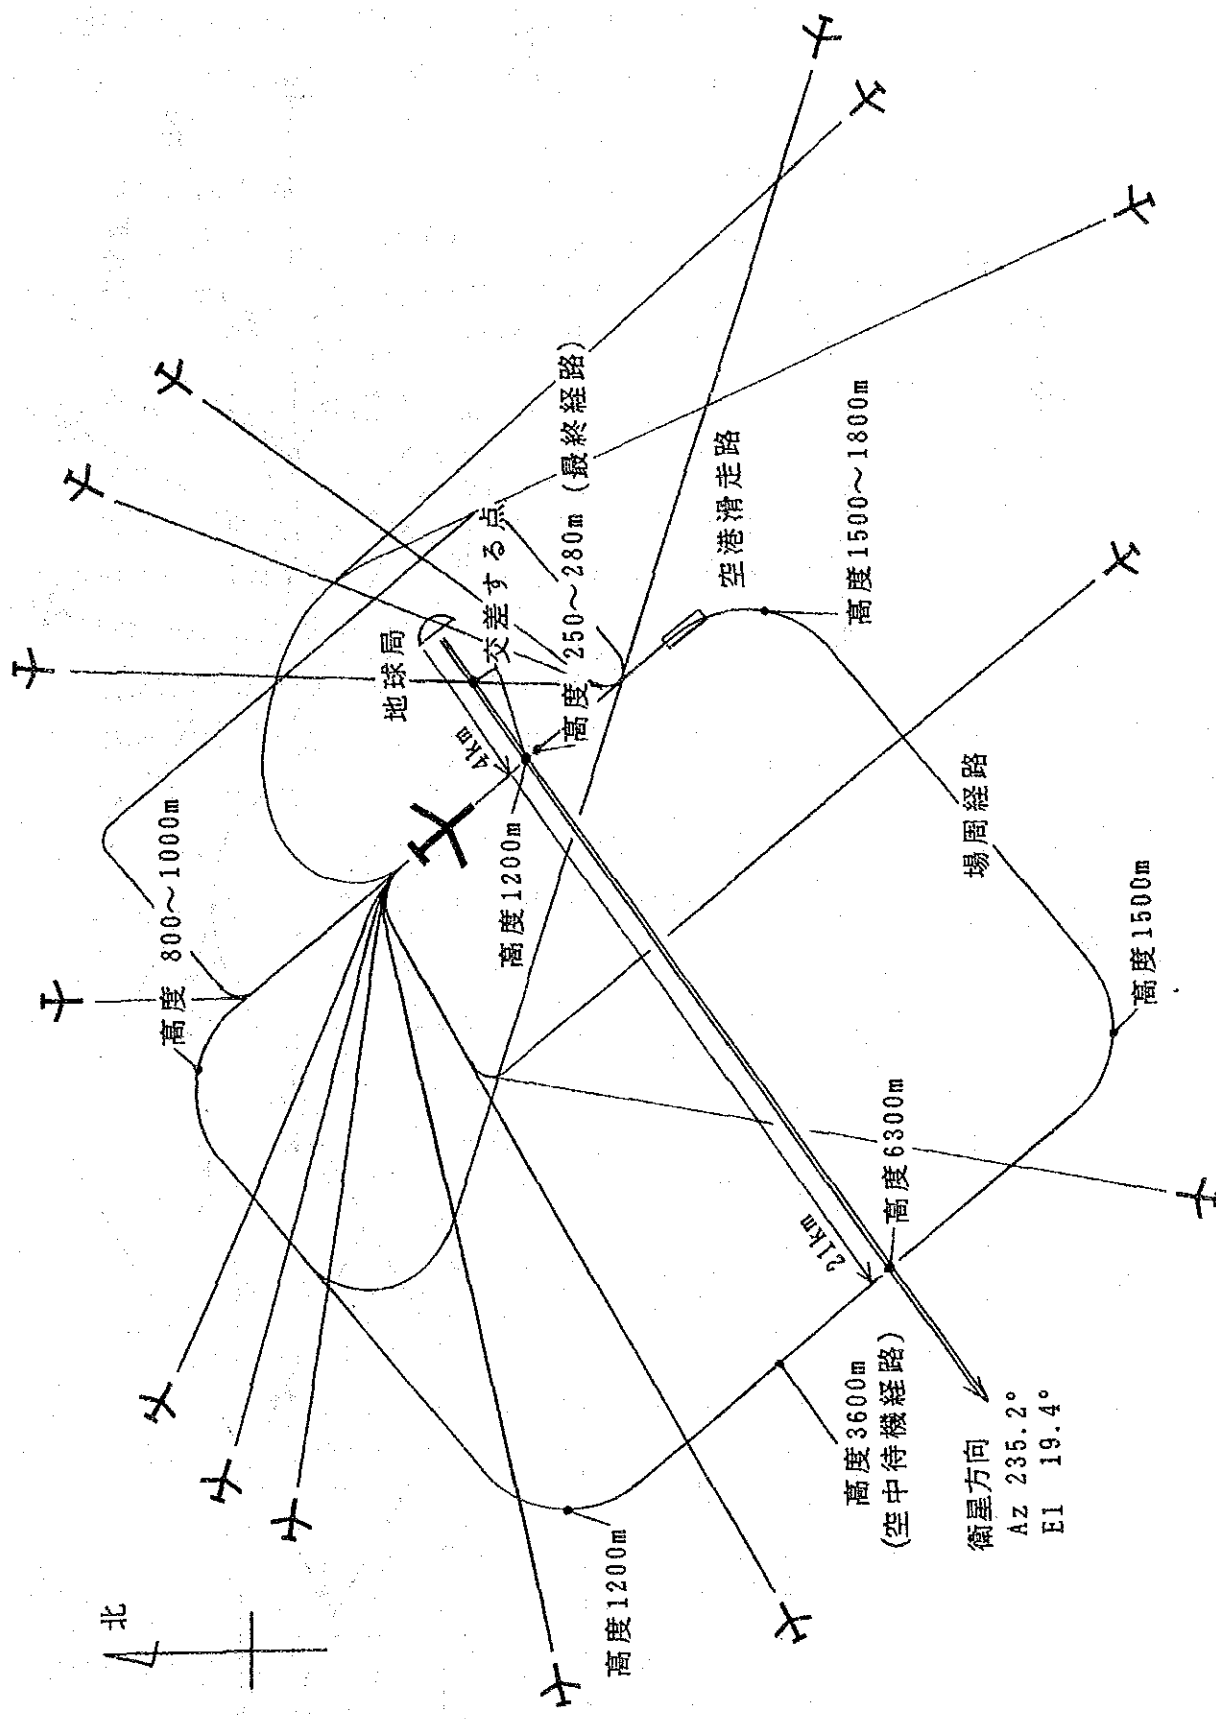 北
高度 800～1000m
地球局
4km
交差する点
高度1200m
高度 250～280m (最終経路)
空港滑走路
高度1500～1800m
場周経路
高度1500m
高度6300m
21km
高度3600m
(空中待機経路)
高度1200m
衛星方向
Az 235.2°
El 19.4°